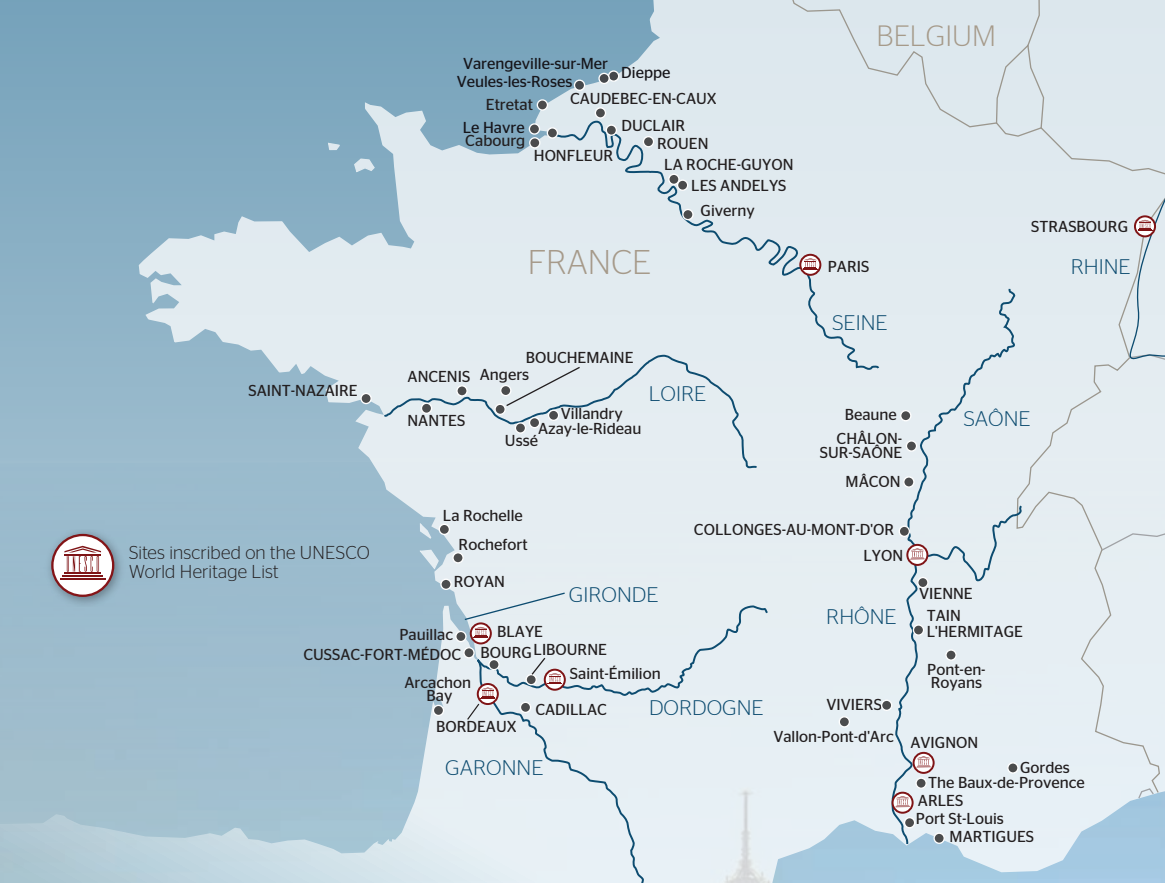 BELGIUM
Varengeville-sur-Mer
Dieppe
Veules-les-Roses
CAUDEBEC-EN-CAUX
Etretat
Le Havre
DUCLAIR
Cabourg
ROUEN
HONFLEUR
LA ROCHE-GUYON
LES ANDELYS
Giverny
STRASBOURG
FRANCE
PARIS
RHINE
SEINE
BOUCHEMAINE
ANCENIS
Angers
SAINT-NAZAIRE
LOIRE
NANTES
Villandry
Beaune
SAÔNE
Azay-le-Rideau
Ussé
CHÂLON-
SUR-SAÔNE
MÂCON
La Rochelle
COLLONGES-AU-MONT-D'OR
Rochefort
Sites inscribed on the UNESCO
World Heritage List
LYON
ROYAN
GIRONDE
VIENNE
RHÔNE
TAIN
L'HERMITAGE
Pauillac
BLAYE
CUSSAC-FORT-MÉDOC
BOURG
LIBOURNE
Saint-Émilion
Pont-en-
Royans
Arcachon
Bay
CADILLAC
DORDOGNE
VIVIERS
BORDEAUX
Vallon-Pont-d'Arc
AVIGNON
GARONNE
Gordes
The Baux-de-Provence
ARLES
Port St-Louis
MARTIGUES